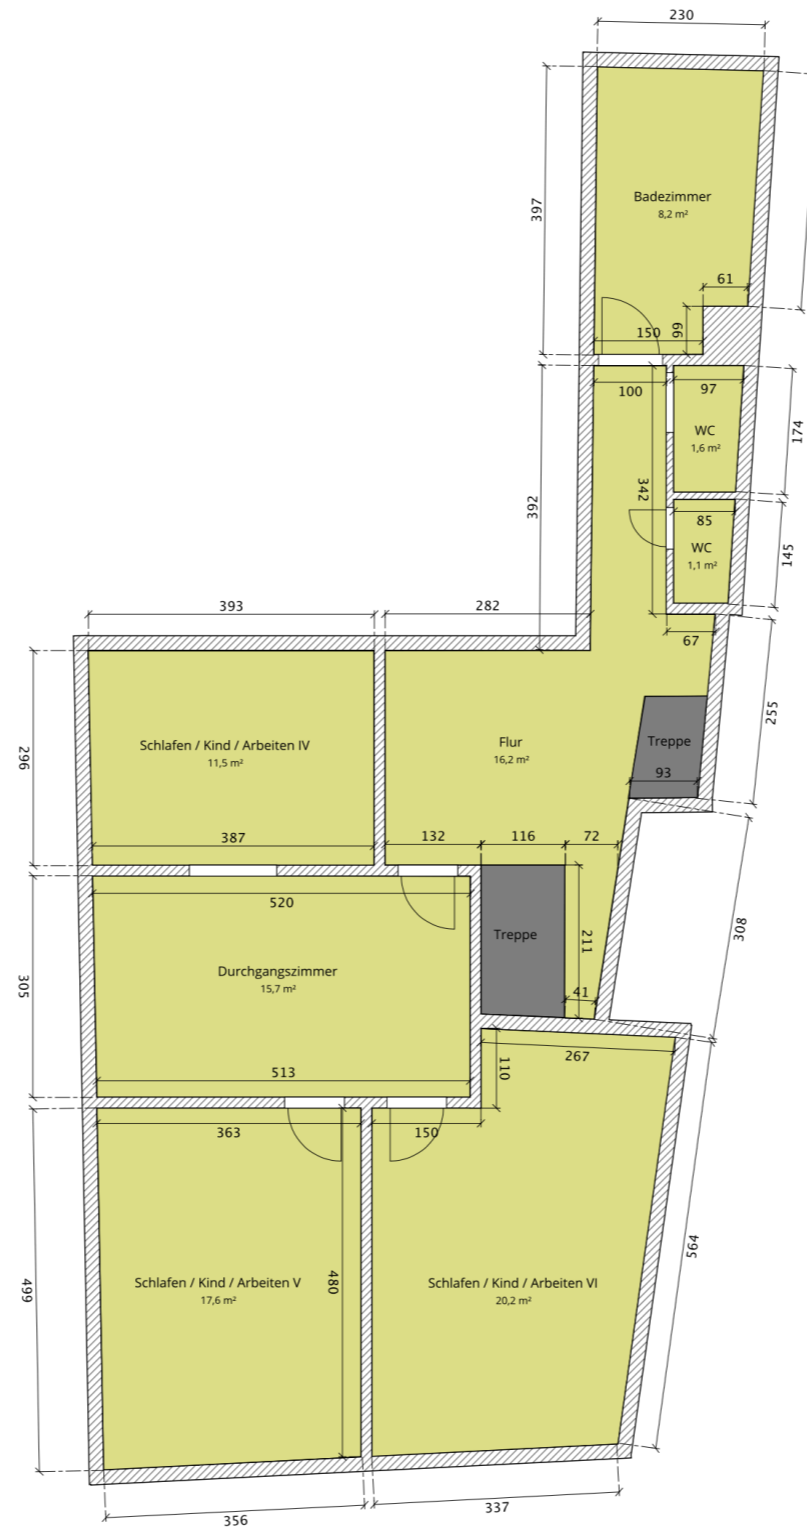 230
397
Badezimmer
8,2 m²
61
99
150
100
97
174
WC
1,6 m²
342
392
85
145
WC
1,1 m²
393
282
67
255
296
Schlafen / Kind / Arbeiten IV
11,5 m²
Flur
16,2 m²
Treppe
93
387
132
116
72
520
308
Treppe
211
305
Durchgangszimmer
15,7 m²
41
513
110
267
363
150
564
499
Schlafen / Kind / Arbeiten V
17,6 m²
480
Schlafen / Kind / Arbeiten VI
20,2 m²
356
337